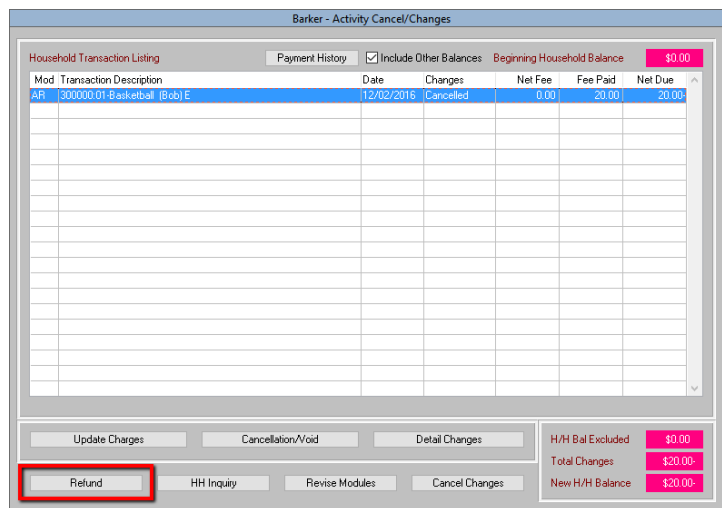 Barker - Activity Cancel/Changes
Household Transaction Listing Payment History Include Other Balances Beginning Household Balance $0.00
Mod Transaction Description Date Changes Net Fee Fee Paid Net Due
AR 300000:01-Basketball (Bob) E 12/02/2016 Cancelled 0.00 20.00 20.00-
Update Charges Cancellation/Void Detail Changes H/H Bal Excluded $0.00
Total Changes $20.00-
Refund HH Inquiry Revise Modules Cancel Changes New H/H Balance $20.00-